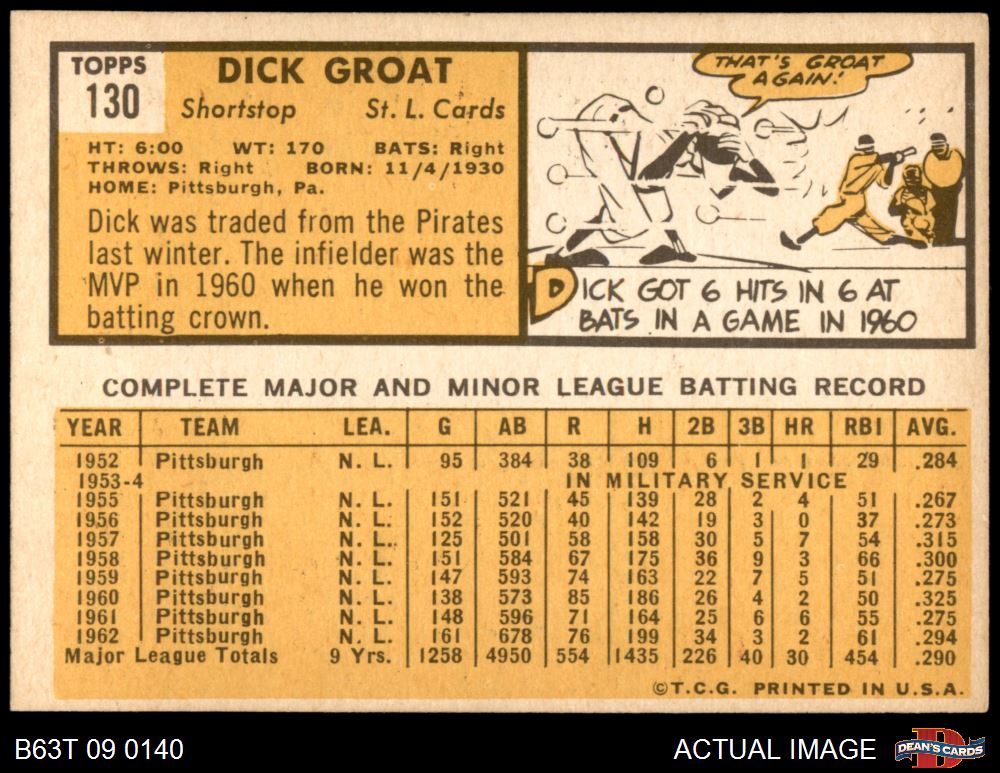 TOPPS
130
DICK GROAT
Shortstop St. L. Cards
HT: 6:00 WT: 170 BATS: Right
THROWS: Right BORN: 11/4/1930
HOME: Pittsburgh, Pa.
Dick was traded from the Pirates
last winter. The infielder was the
MVP in 1960 when he won the
batting crown.
THAT'S GROAT
AGAIN!
DICK GOT 6 HITS IN 6 AT
BATS IN A GAME IN 1960
COMPLETE MAJOR AND MINOR LEAGUE BATTING RECORD
YEAR TEAM LEA. G AB R H 2B 3B HR RBI AVG.
1952 Pittsburgh N. L. 95 384 38 109 6 1 1 29 .284
1953-4 IN MILITARY SERVICE
1955 Pittsburgh N. L. 151 521 45 139 28 2 4 51 .267
1956 Pittsburgh N. L. 152 520 40 142 19 3 0 37 .273
1957 Pittsburgh N. L. 125 501 58 158 30 5 7 54 .315
1958 Pittsburgh N. L. 151 584 67 175 36 9 3 66 .300
1959 Pittsburgh N. L. 147 593 74 163 22 7 5 51 .275
1960 Pittsburgh N. L. 138 573 85 186 26 4 2 50 .325
1961 Pittsburgh N. L. 148 596 71 164 25 6 6 55 .275
1962 Pittsburgh N. L. 161 678 76 199 34 3 2 61 .294
Major League Totals 9 Yrs. 1258 4950 554 1435 226 40 30 454 .290
©T.C.G. PRINTED IN U.S.A.
B63T 09 0140 ACTUAL IMAGE DEAN'S CARDS